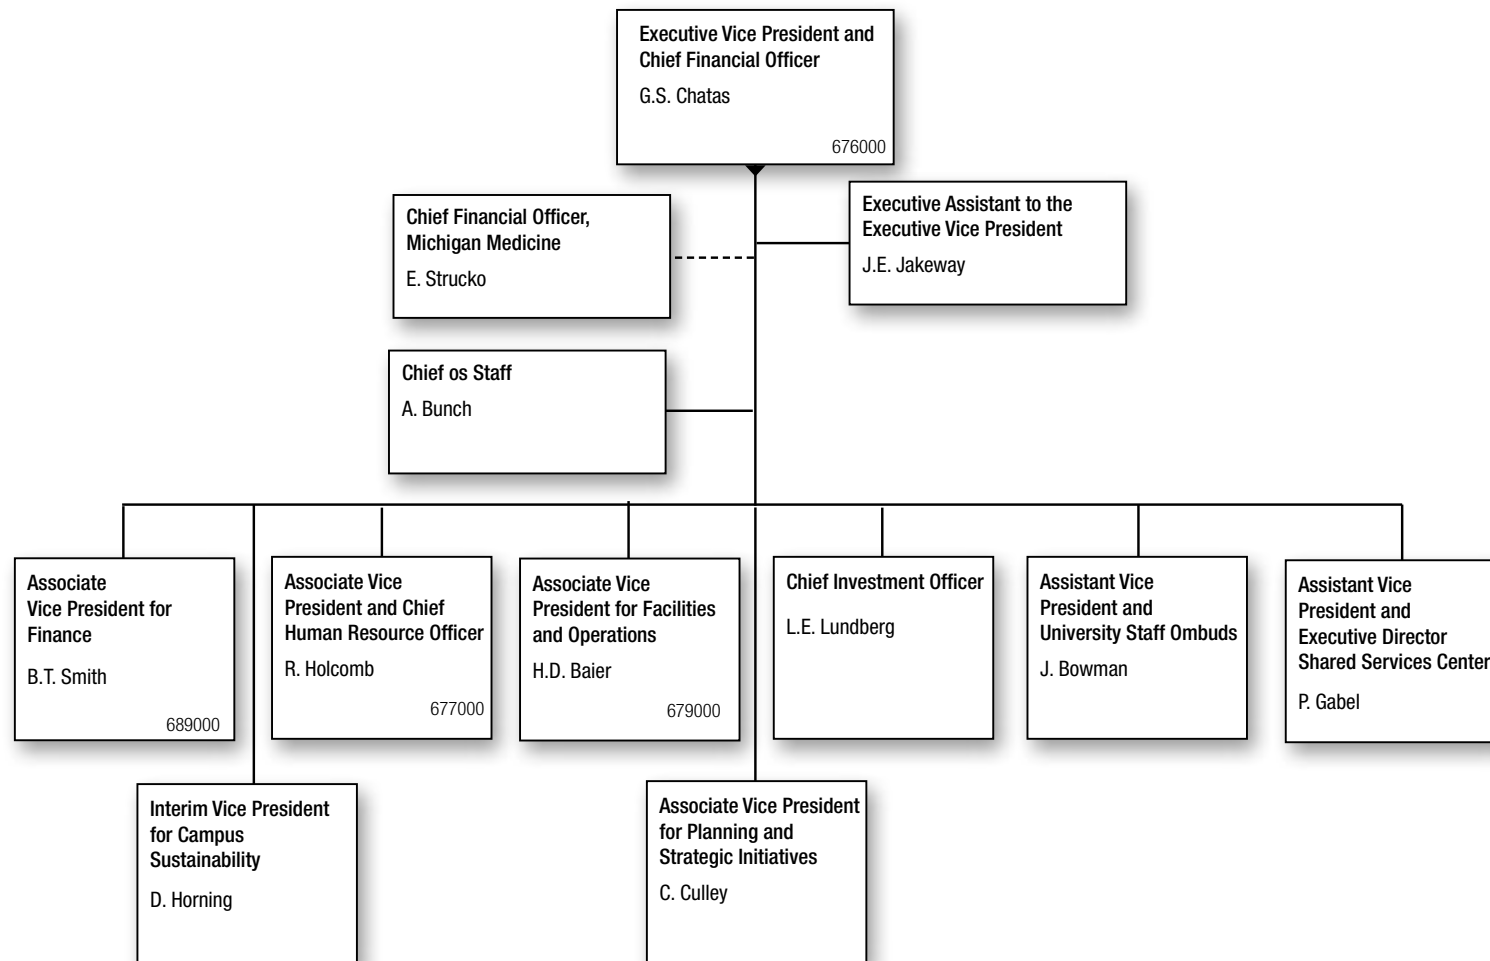 Executive Vice President and
Chief Financial Officer
G.S. Chatas
676000
Chief Financial Officer,
Michigan Medicine
E. Strucko
Executive Assistant to the
Executive Vice President
J.E. Jakeway
Chief os Staff
A. Bunch
Associate
Vice President for
Finance
B.T. Smith
689000
Associate Vice
President and Chief
Human Resource Officer
R. Holcomb
677000
Associate Vice
President for Facilities
and Operations
H.D. Baier
679000
Chief Investment Officer
L.E. Lundberg
Assistant Vice
President and
University Staff Ombuds
J. Bowman
Assistant Vice
President and
Executive Director
Shared Services Center
P. Gabel
Interim Vice President
for Campus
Sustainability
D. Horning
Associate Vice President
for Planning and
Strategic Initiatives
C. Culley